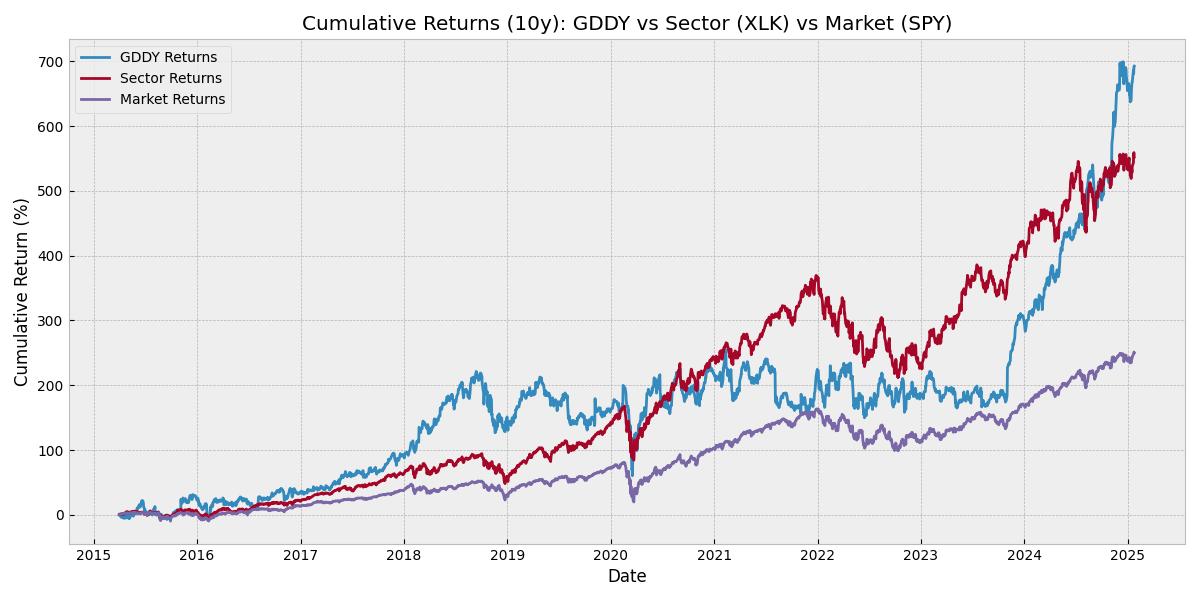 Cumulative Returns (10y): GDDY vs Sector (XLK) vs Market (SPY)
GDDY Returns
Sector Returns
Market Returns
Cumulative Return (%)
700
600
500
400
300
200
100
0
2015 2016 2017 2018 2019 2020 2021 2022 2023 2024 2025
Date